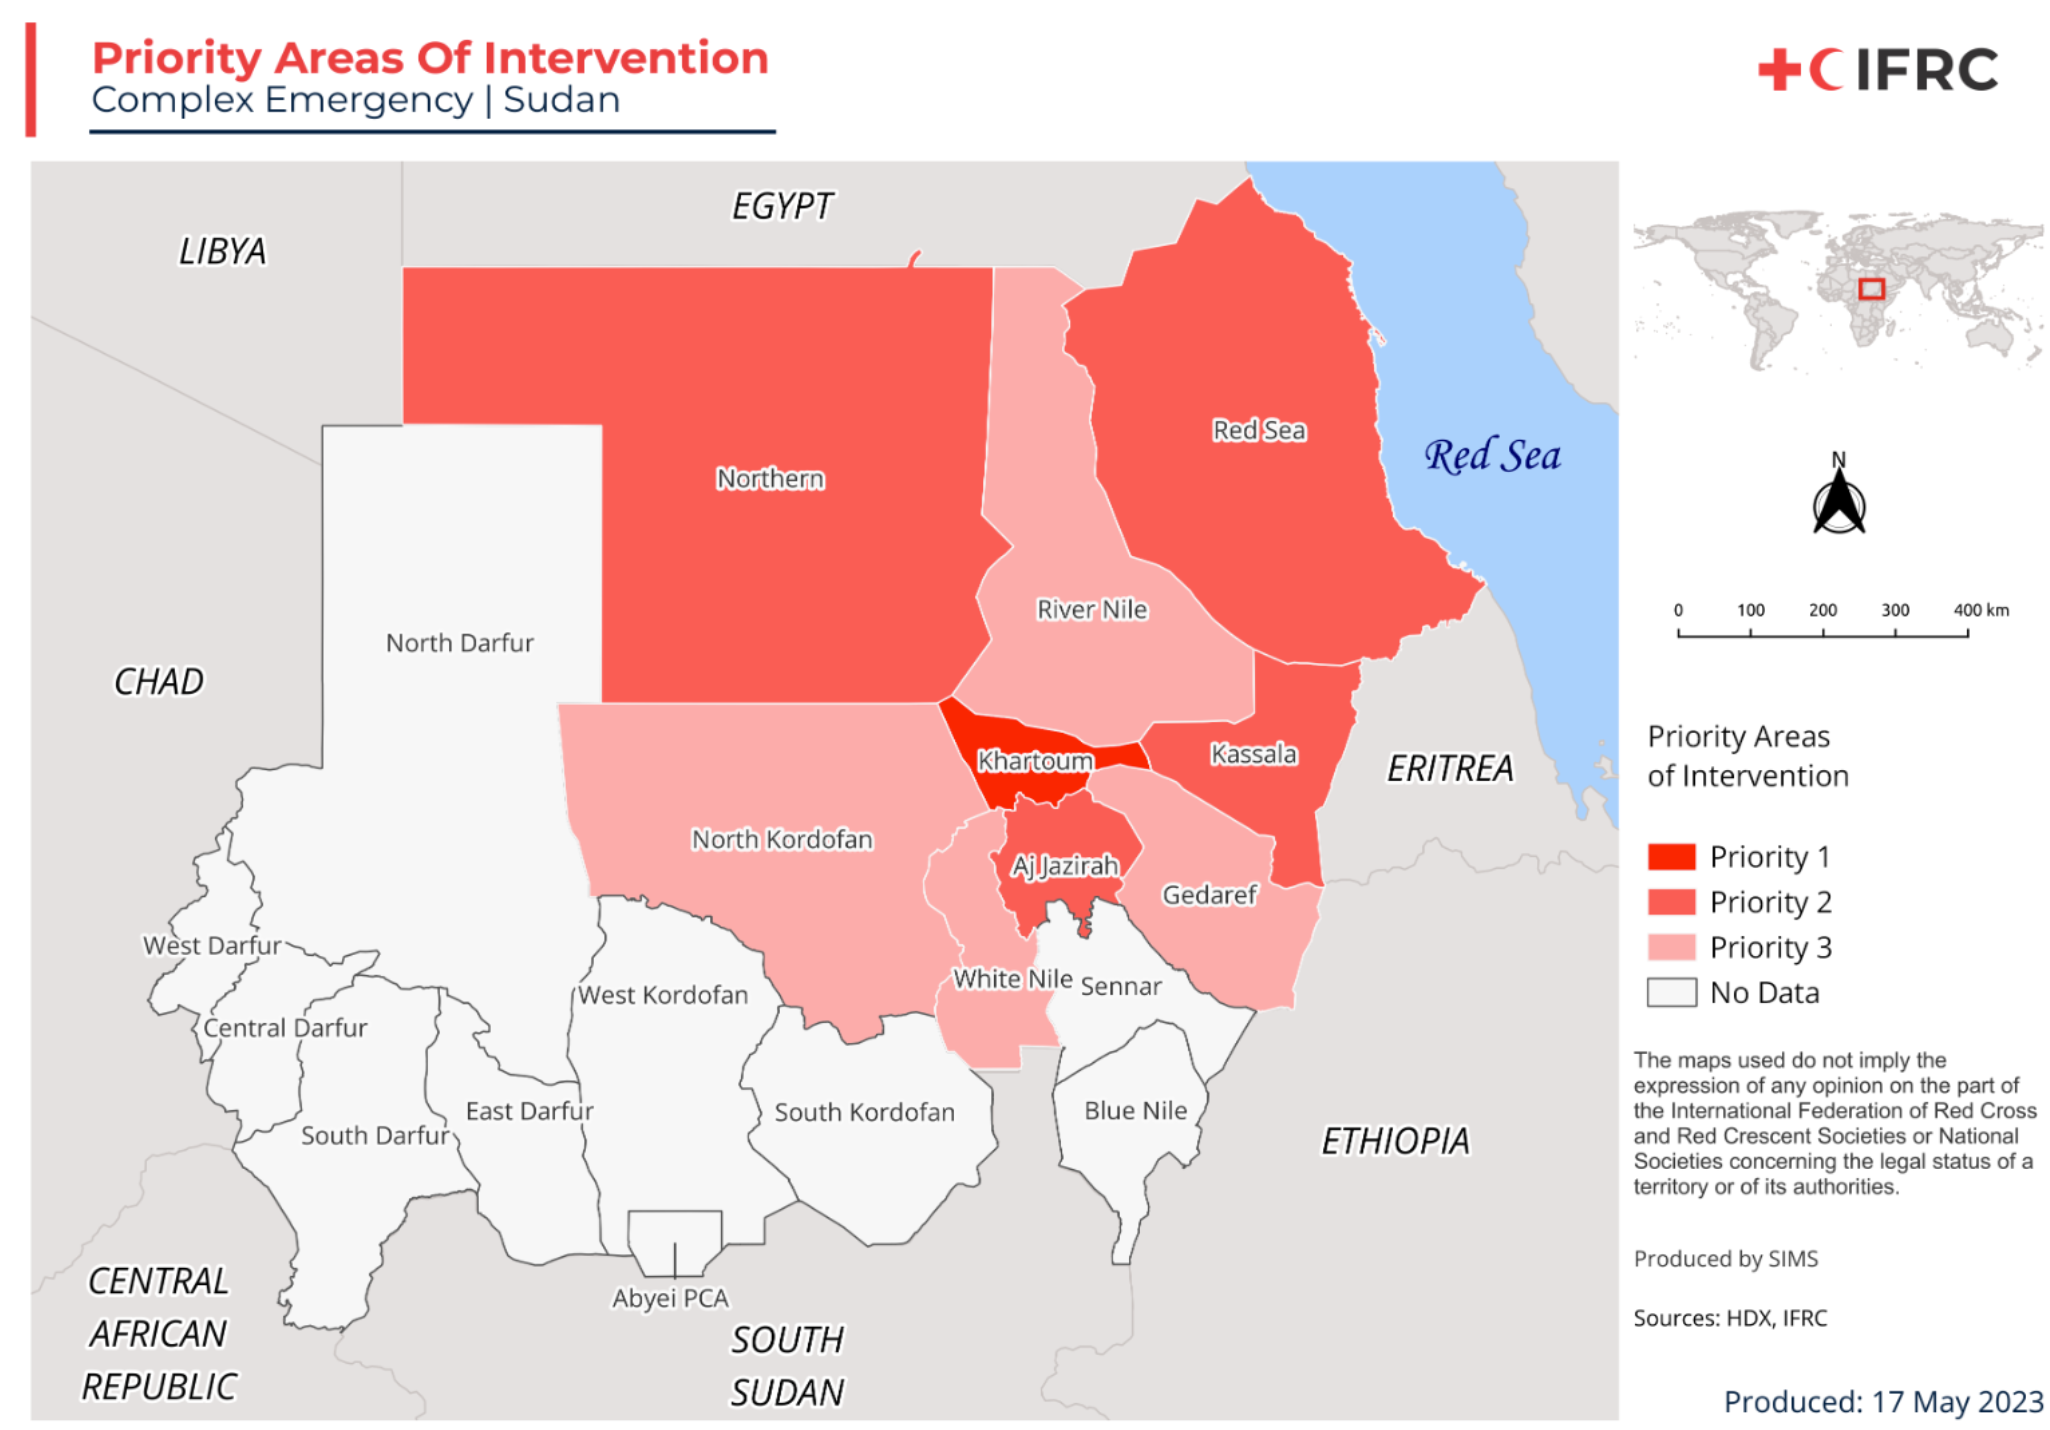 Priority Areas Of Intervention
Complex Emergency | Sudan
IFRC
EGYPT
LIBYA
Red Sea
Red Sea
Northern
N
River Nile
0 100 200 300 400 km
North Darfur
CHAD
Priority Areas
of Intervention
Kassala
Khartoum
ERITREA
North Kordofan
Priority 1
Aj Jazirah
Gedaref
Priority 2
West Darfur
Priority 3
White Nile
Sennar
West Kordofan
No Data
Central Darfur
The maps used do not imply the
expression of any opinion on the part of
the International Federation of Red Cross
and Red Crescent Societies or National
Societies concerning the legal status of a
territory or of its authorities.
East Darfur
South Kordofan
Blue Nile
South Darfur
ETHIOPIA
Produced by SIMS
CENTRAL
AFRICAN
REPUBLIC
Abyei PCA
SOUTH
SUDAN
Sources: HDX, IFRC
Produced: 17 May 2023